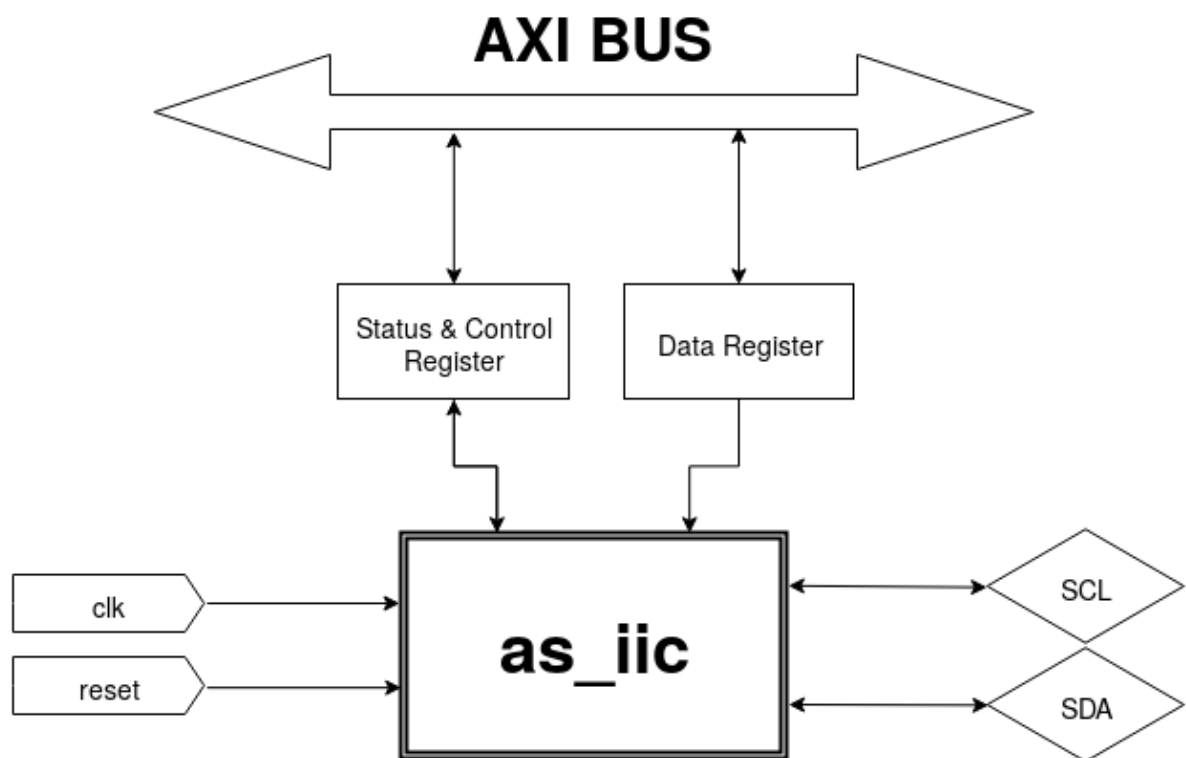 AXI BUS
Status & Control
Register
Data Register
clk
reset
as_iic
SCL
SDA